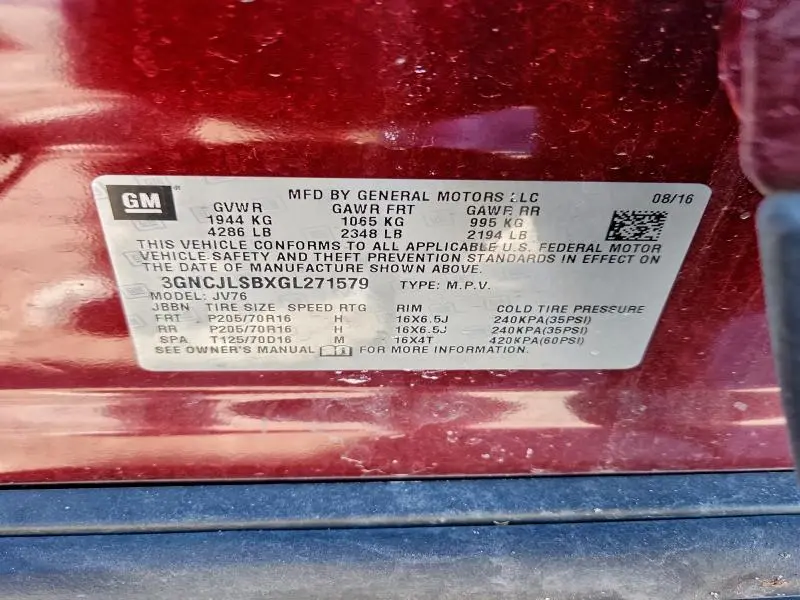 GM
MFD BY GENERAL MOTORS LLC
08/16
GVWR GAWR FRT GAWR RR
1944 KG 1065 KG 995 KG
4286 LB 2348 LB 2194 LB
THIS VEHICLE CONFORMS TO ALL APPLICABLE U.S. FEDERAL MOTOR
VEHICLE SAFETY AND THEFT PREVENTION STANDARDS IN EFFECT ON
THE DATE OF MANUFACTURE SHOWN ABOVE.
3GNCJLSBXGL271579 TYPE: M.P.V.
MODEL: JV76
JBBN TIRE SIZE SPEED RTG RIM COLD TIRE PRESSURE
FRT P205/70R16 H 16X6.5J 240KPA(35PSI)
RR P205/70R16 H 16X6.5J 240KPA(35PSI)
SPA T125/70D16 M 16X4T 420KPA(60PSI)
SEE OWNER'S MANUAL FOR MORE INFORMATION.